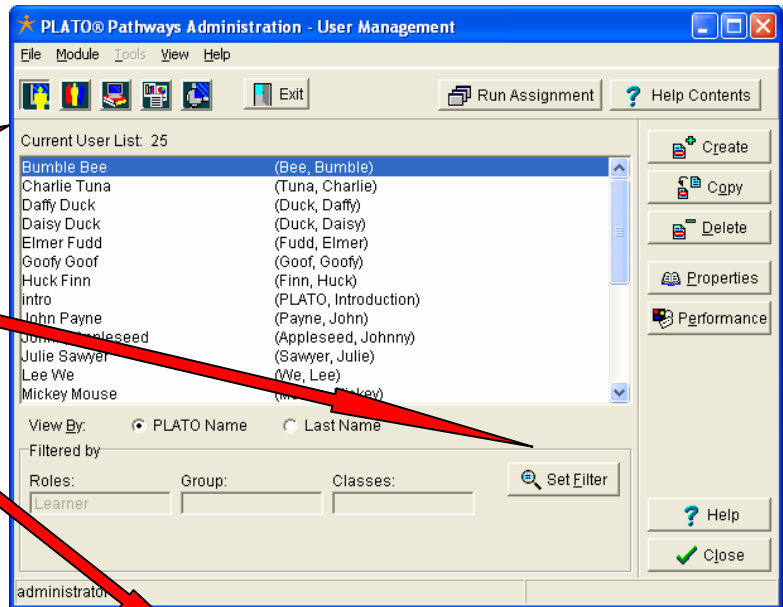 PLATO® Pathways Administration - User Management
File Module Tools View Help
Exit Run Assignment ? Help Contents
Current User List: 25
Bumble Bee (Bee, Bumble)
Charlie Tuna (Tuna, Charlie)
Daffy Duck (Duck, Daffy)
Daisy Duck (Duck, Daisy)
Elmer Fudd (Fudd, Elmer)
Goofy Goof (Goof, Goofy)
Huck Finn (Finn, Huck)
intro (PLATO, Introduction)
John Payne (Payne, John)
(Appleseed, Johnny)
Julie Sawyer (Sawyer, Julie)
Lee We (We, Lee)
Mickey Mouse
Create
Copy
Delete
Properties
Performance
View By: PLATO Name Last Name
Filtered by
Roles: Group: Classes:
Learner
Set Filter
? Help
Close
administrator